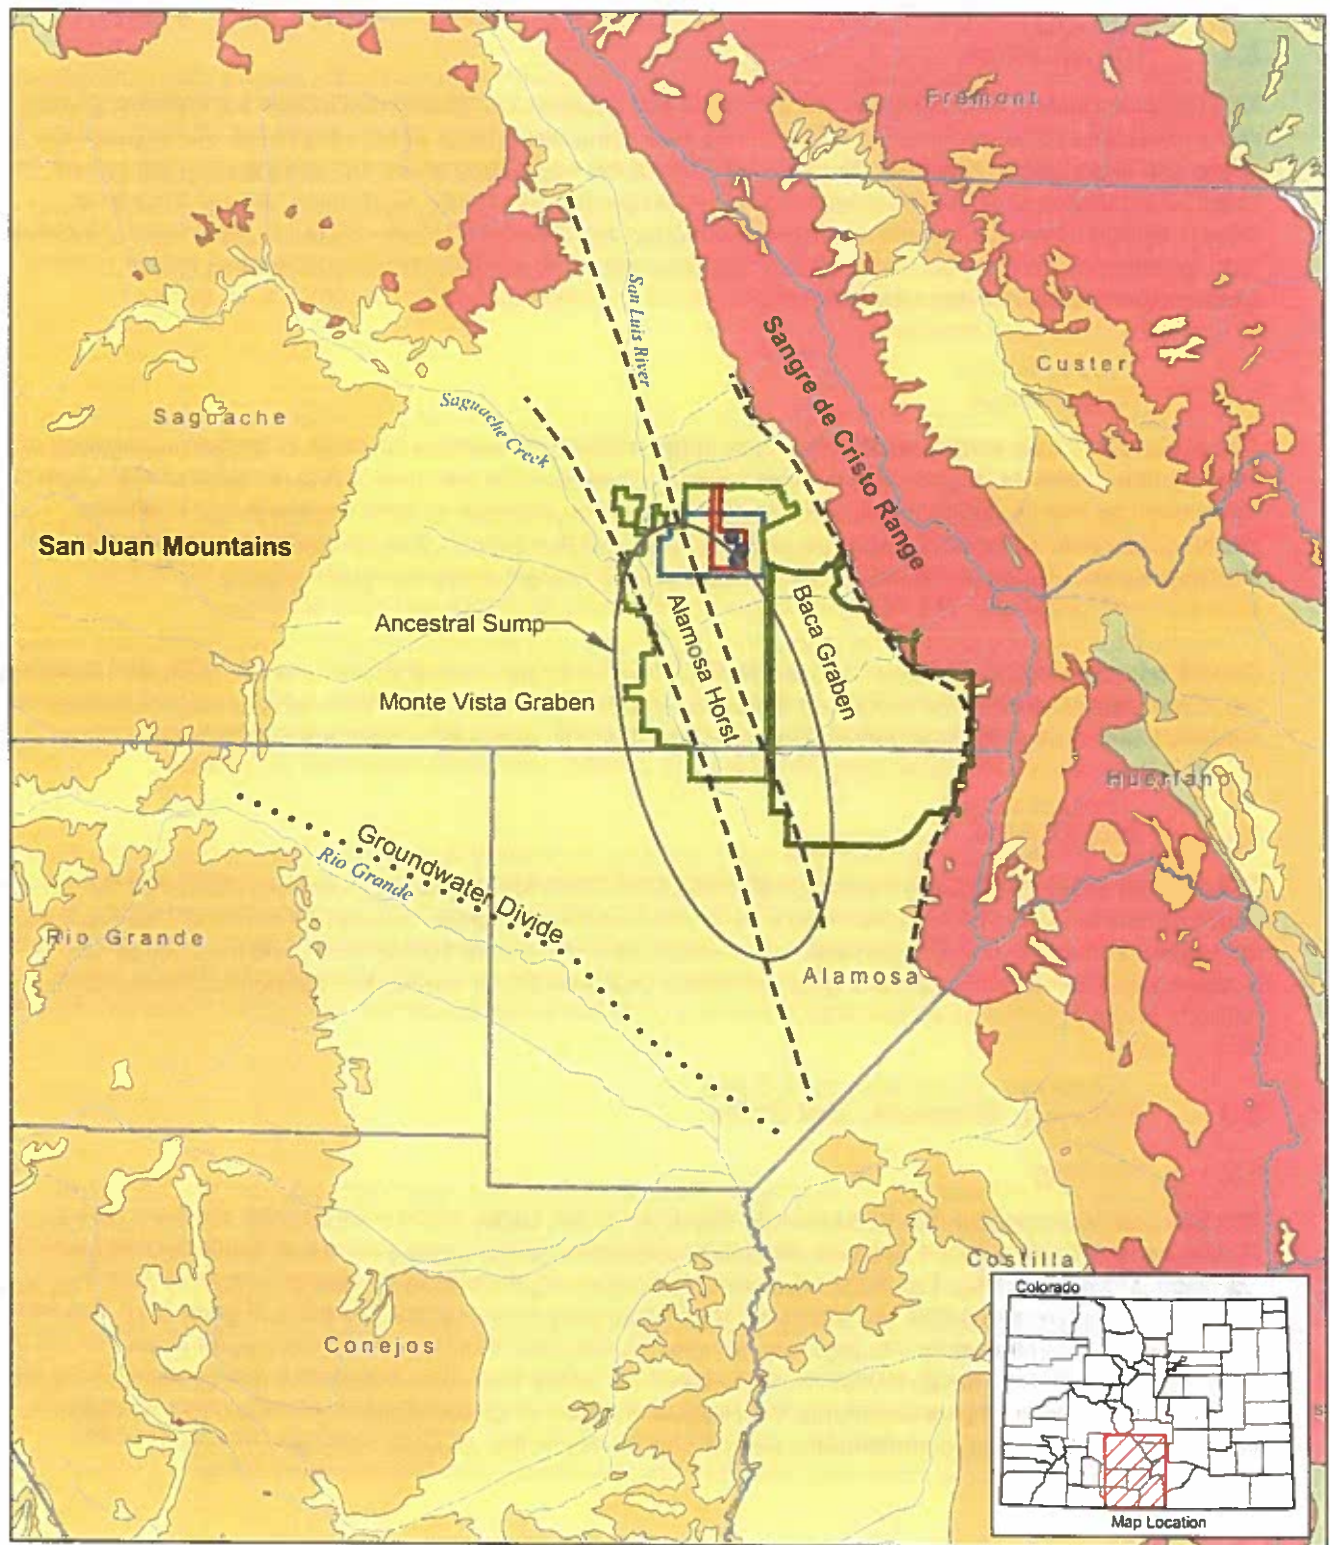 Fremont
San Luis River
Sangre de Cristo Range
Custer
Saguache
Saguache Creek
San Juan Mountains
Ancestral Sump
Alamosa Horst
Baca Graben
Monte Vista Graben
Huerfano
Groundwater Divide
Rio Grande
Rio Grande
Alamosa
Costilla
Colorado
Conejos
Map Location